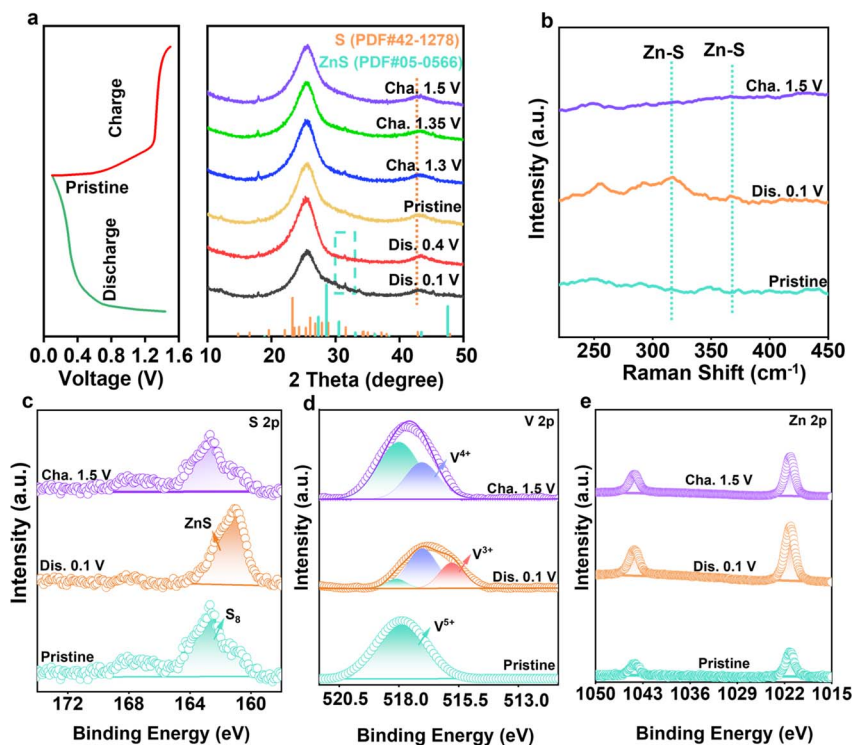 a
Charge
Pristine
Discharge
0.0 0.4 0.8 1.2 1.6
Voltage (V)
S (PDF#42-1278)
ZnS (PDF#05-0566)
Cha. 1.5 V
Cha. 1.35 V
Cha. 1.3 V
Pristine
Dis. 0.4 V
Dis. 0.1 V
10 20 30 40 50
2 Theta (degree)
b
Zn-S Zn-S
Cha. 1.5 V
Dis. 0.1 V
Pristine
Intensity (a.u.)
250 300 350 400 450
Raman Shift (cm⁻¹)
c
S 2p
Cha. 1.5 V
ZnS
Dis. 0.1 V
S₈
Pristine
Intensity (a.u.)
172 168 164 160
Binding Energy (eV)
d
V 2p
V⁴⁺
Cha. 1.5 V
V³⁺
Dis. 0.1 V
V⁵⁺
Pristine
Intensity (a.u.)
520.5 518.0 515.5 513.0
Binding Energy (eV)
e
Zn 2p
Cha. 1.5 V
Dis. 0.1 V
Pristine
Intensity (a.u.)
1050 1043 1036 1029 1022 1015
Binding Energy (eV)